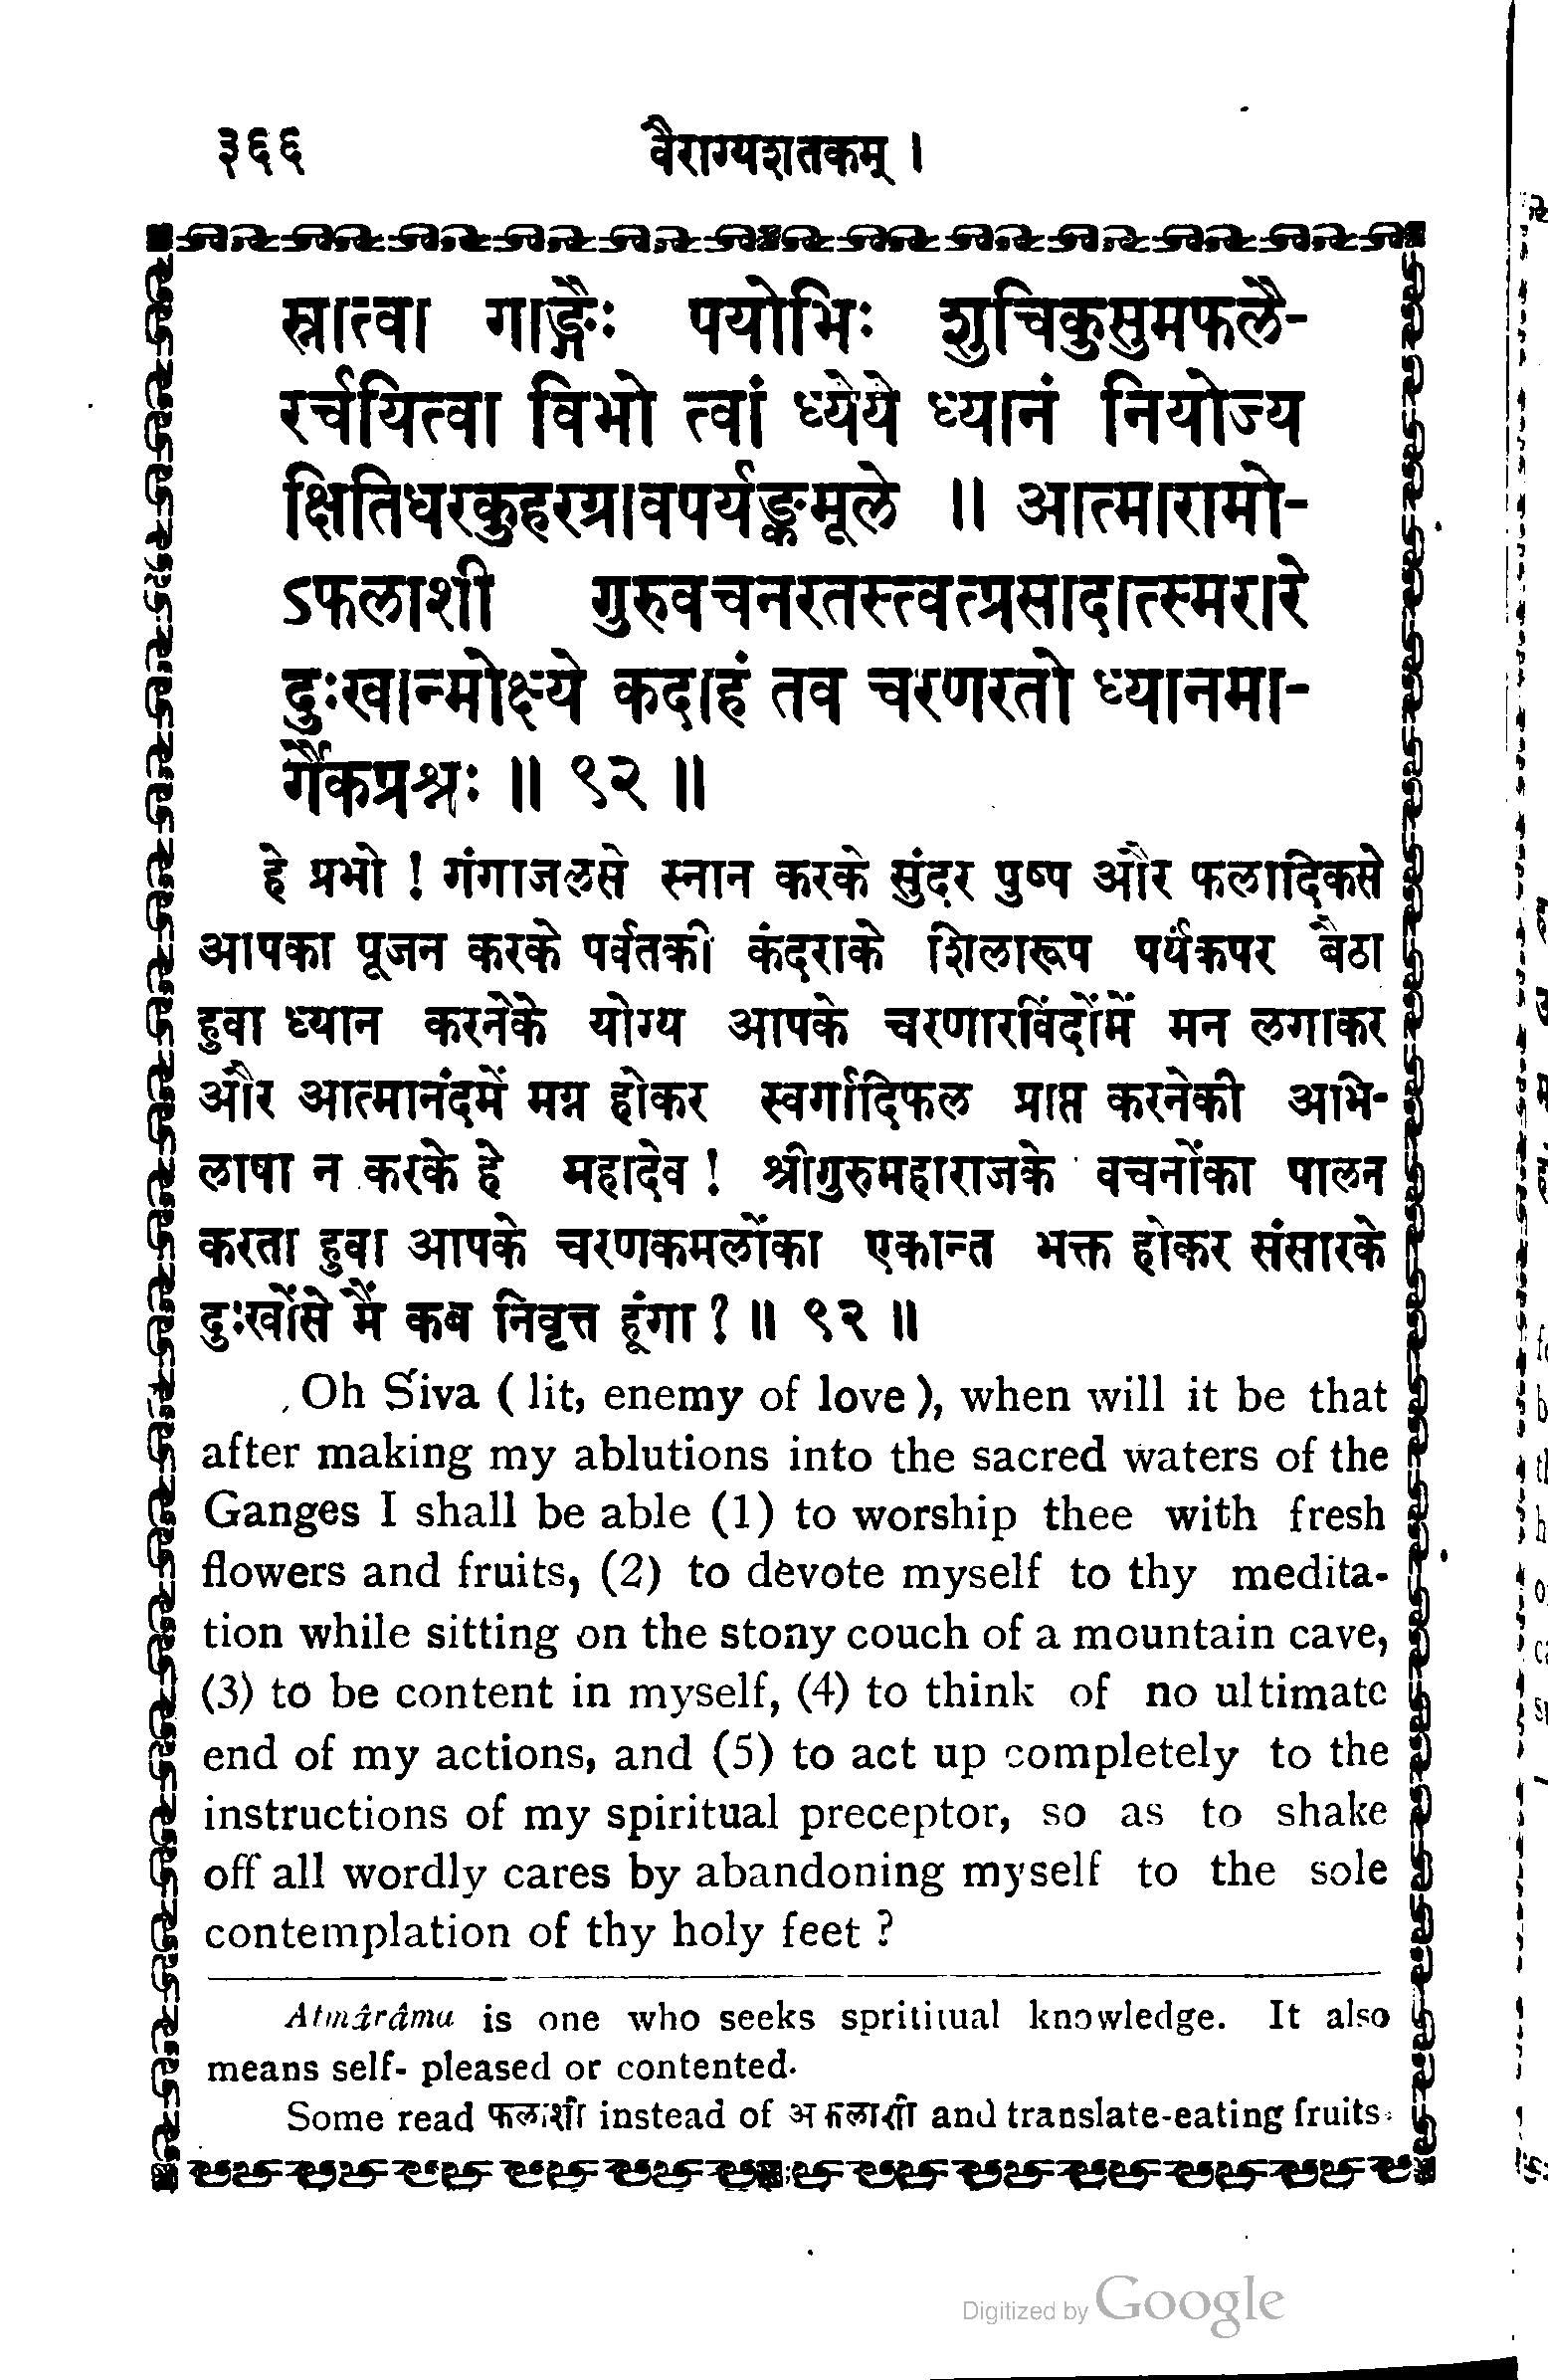 ३६६ वैराग्यशतकम् ।
स्नात्वा गाङ्गैः पयोभिः शुचिकुसुमफलै-
रर्चयित्वा विभो त्वां ध्येये ध्यानं नियोज्य
क्षितिधरकुहरग्रावपर्यङ्कमूले ॥ आत्मारामो-
ऽफलाशी गुरुवचनरतस्त्वत्प्रसादात्स्मरारे
दुःखान्मोक्ष्ये कदाहं तव चरणरतो ध्यानमा-
र्गैकप्रश्नः ॥ ९२ ॥
हे प्रभो ! गंगाजलसे स्नान करके सुंदर पुष्प और फलादिकसे
आपका पूजन करके पर्वतकी कंदराके शिलारूप पर्यंकपर बैठा
हुवा ध्यान करनेके योग्य आपके चरणारविंदोंमें मन लगाकर
और आत्मानंदमें मग्न होकर स्वर्गादिफल प्राप्त करनेकी अभि-
लाषा न करके हे महादेव ! श्रीगुरुमहाराजके वचनोंका पालन
करता हुवा आपके चरणकमलोंका एकान्त भक्त होकर संसारके
दुःखोंसे मैं कब निवृत्त हूंगा ? ॥ ९२ ॥
Oh S'iva ( lit, enemy of love ), when will it be that
after making my ablutions into the sacred waters of the
Ganges I shall be able (1) to worship thee with fresh
flowers and fruits, (2) to devote myself to thy medita-
tion while sitting on the stony couch of a mountain cave,
(3) to be content in myself, (4) to think of no ultimate
end of my actions, and (5) to act up completely to the
instructions of my spiritual preceptor, so as to shake
off all wordly cares by abandoning myself to the sole
contemplation of thy holy feet ?
Atmârâma is one who seeks spritiual knowledge. It also
means self- pleased or contented.
Some read फलाशी instead of अफलाशी and translate-eating fruits.
Digitized by Google